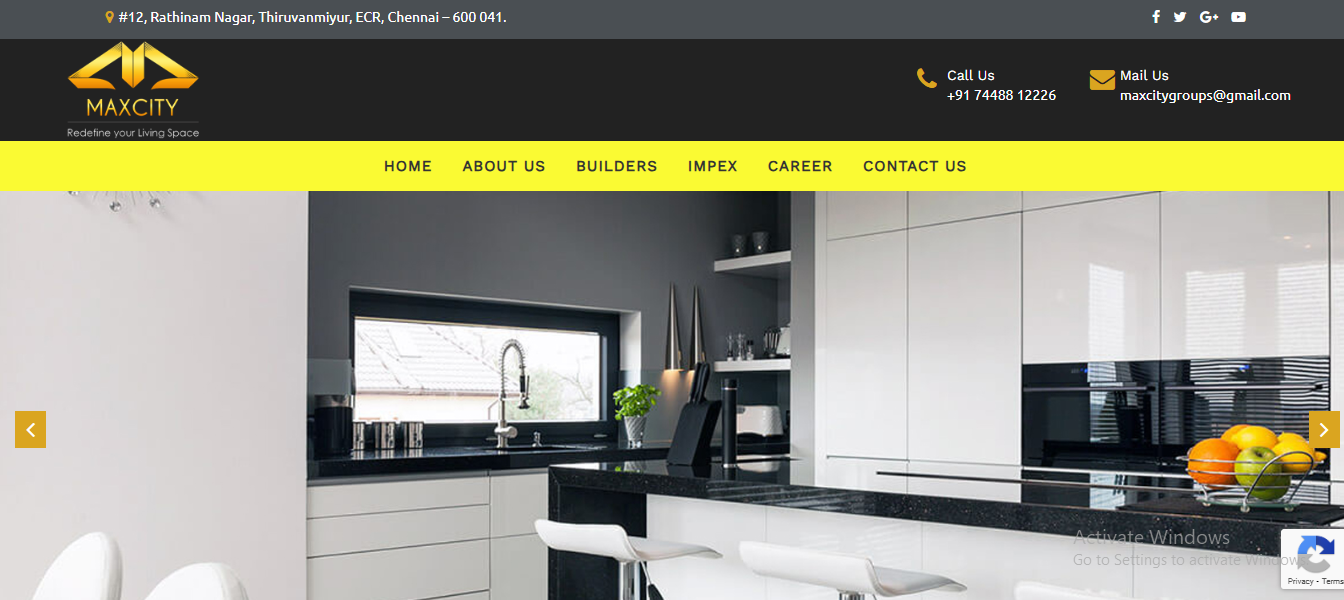 #12, Rathinam Nagar, Thiruvanmiyur, ECR, Chennai – 600 041.
MAXCITY
Redefine your Living Space
Call Us
+91 74488 12226
Mail Us
maxcitygroups@gmail.com
HOME ABOUT US BUILDERS IMPEX CAREER CONTACT US
Activate Windows
Go to Settings to activate Window
Privacy - Terms